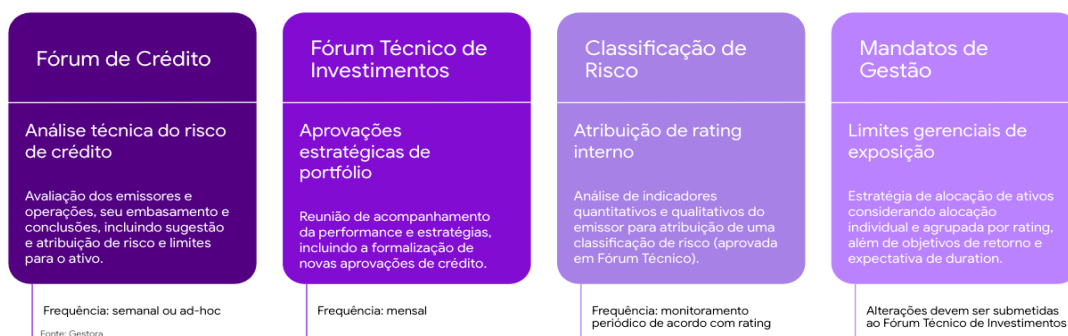 Fórum de Crédito
Análise técnica do risco
de crédito
Avaliação dos emissores e
operações, seu embasamento e
conclusões, incluindo sugestão
e atribuição de risco e limites
para o ativo.
Frequência: semanal ou ad-hoc
Fonte: Gestora
Fórum Técnico de
Investimentos
Aprovações
estratégicas de
portfólio
Reunião de acompanhamento
da performance e estratégias,
incluindo a formalização de
novas aprovações de crédito.
Frequência: mensal
Classificação de
Risco
Atribuição de rating
interno
Análise de indicadores
quantitativos e qualitativos do
emissor para atribuição de uma
classificação de risco (aprovada
em Fórum Técnico).
Frequência: monitoramento
periódico de acordo com rating
Mandatos de
Gestão
Limites gerenciais de
exposição
Estratégia de alocação de ativos
considerando alocação
individual e agrupada por rating,
além de objetivos de retorno e
expectativa de duration.
Alterações devem ser submetidas
ao Fórum Técnico de Investimentos